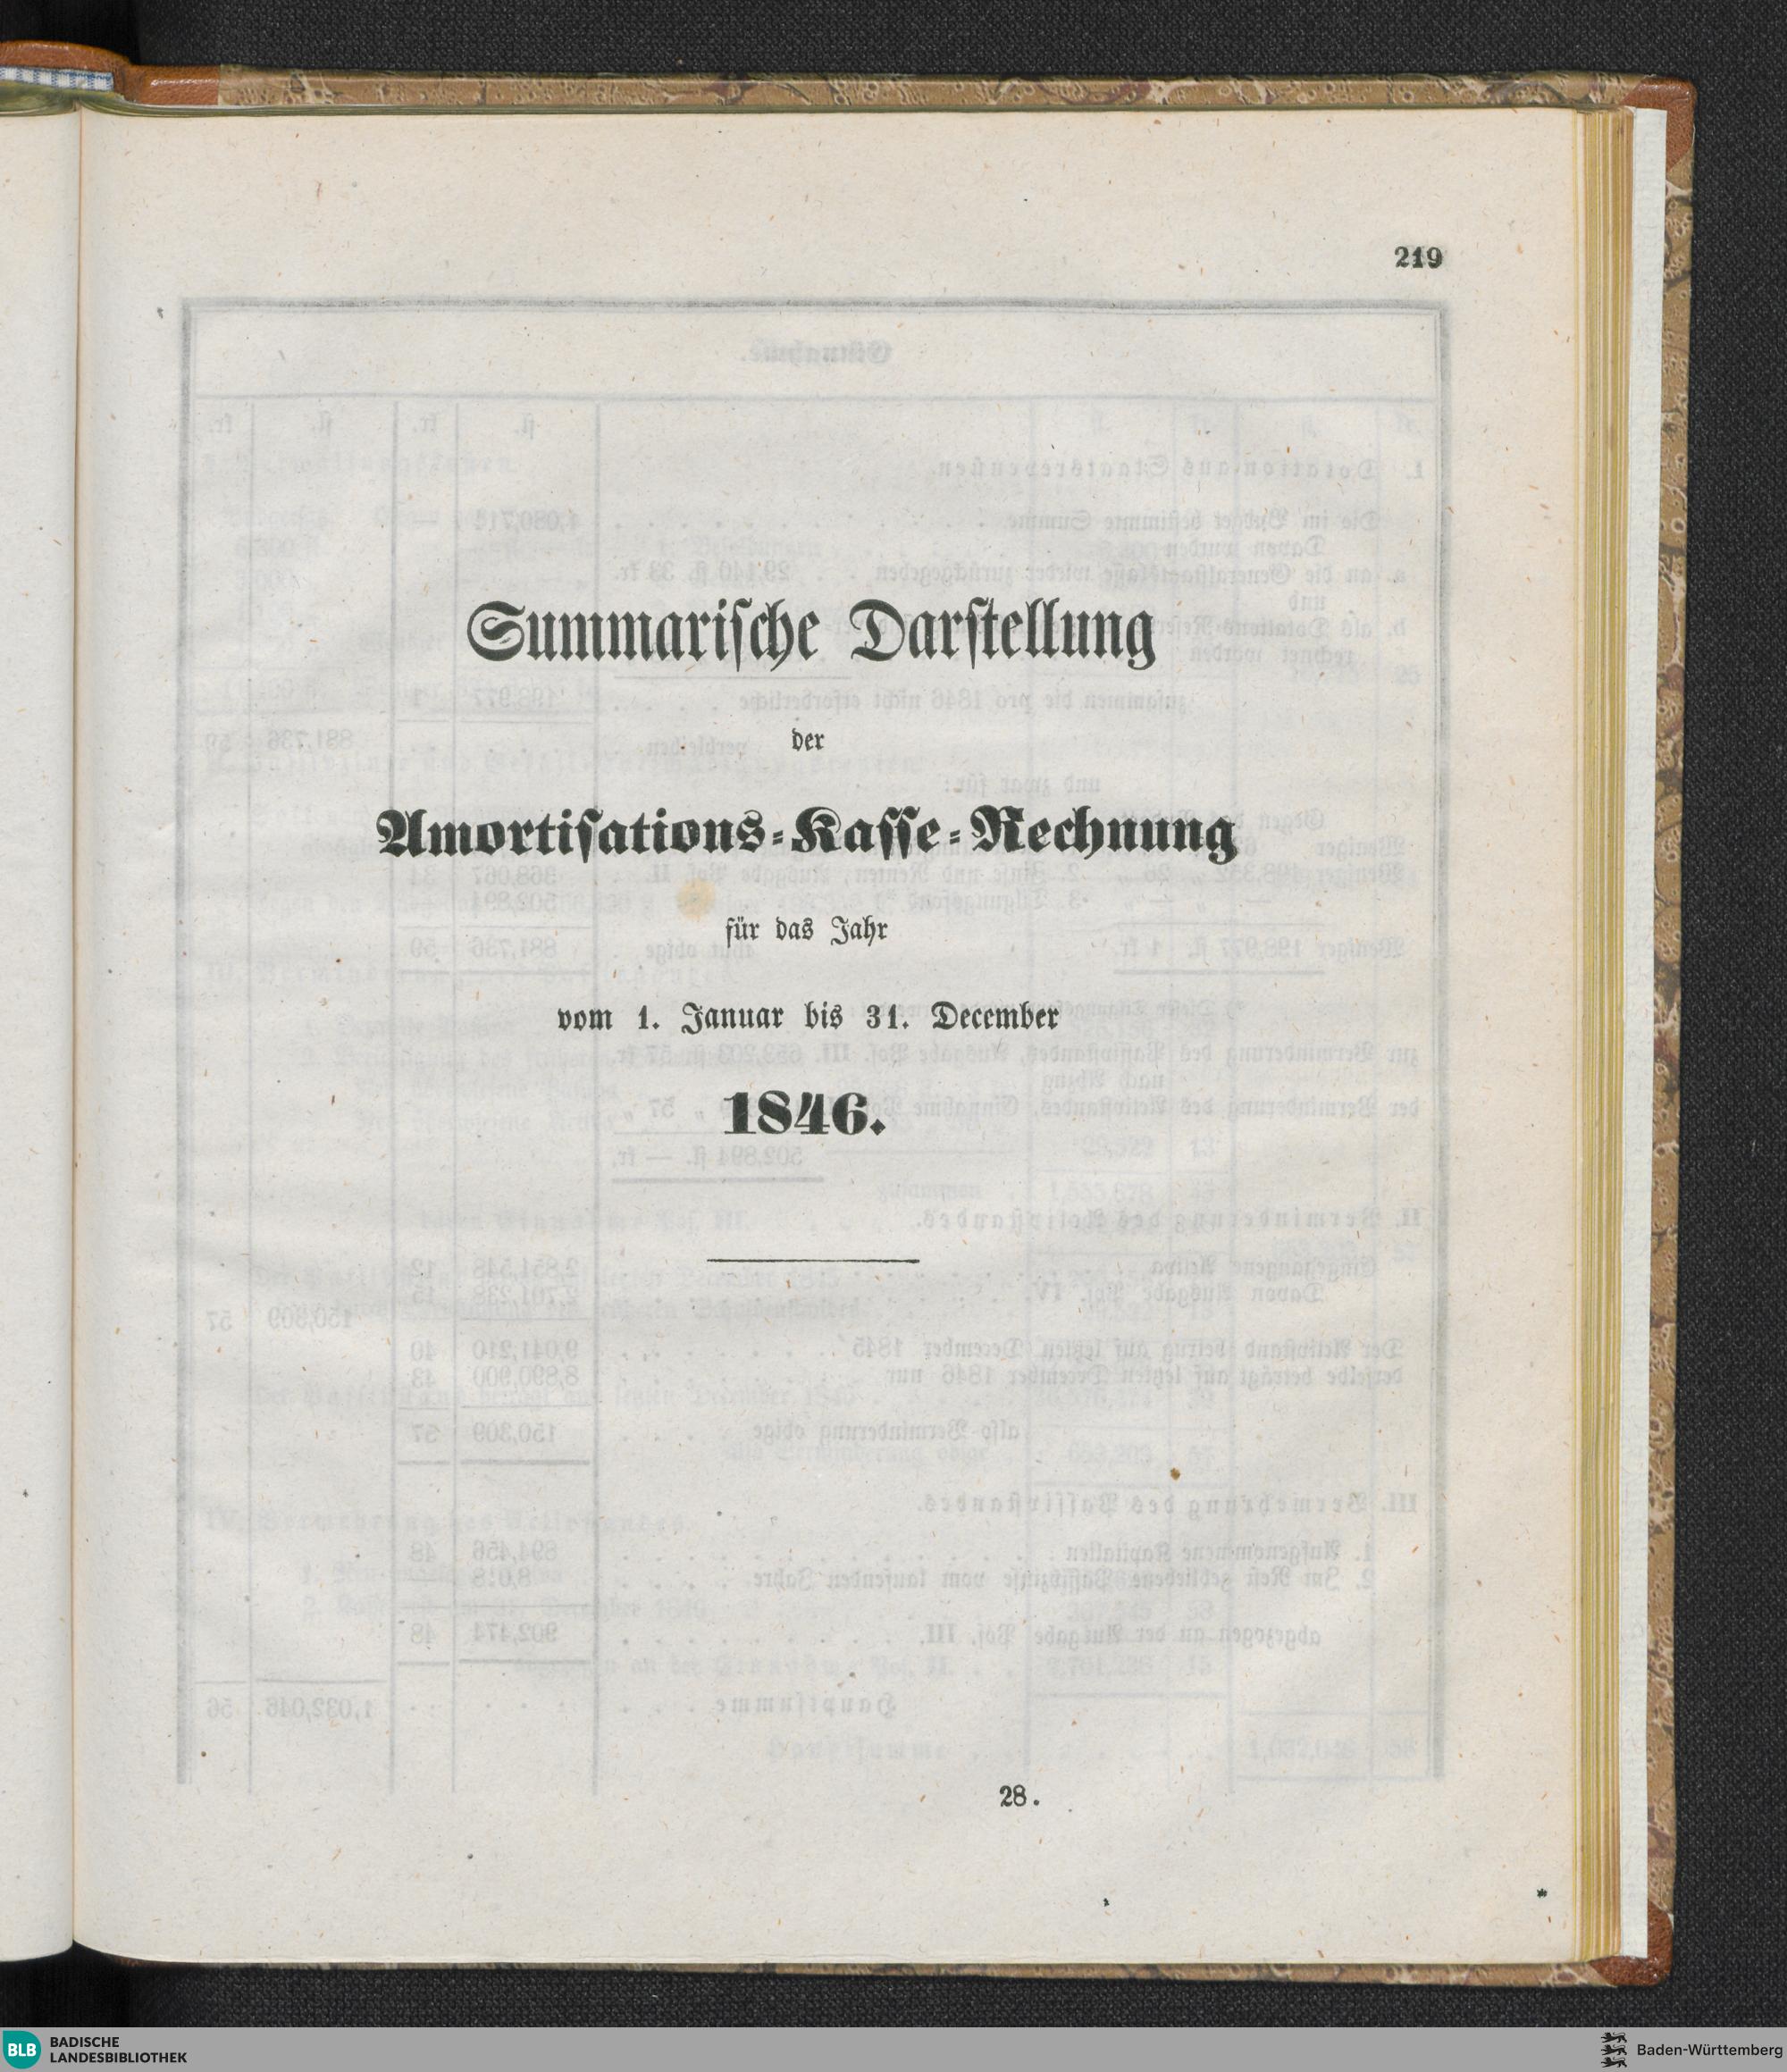 219
Summarische Darstellung
der
Amortisations-Kasse-Rechnung
für das Jahr
vom 1. Januar bis 31. December
1846.
28.
BLB
BADISCHE
LANDESBIBLIOTHEK
Baden-Württemberg